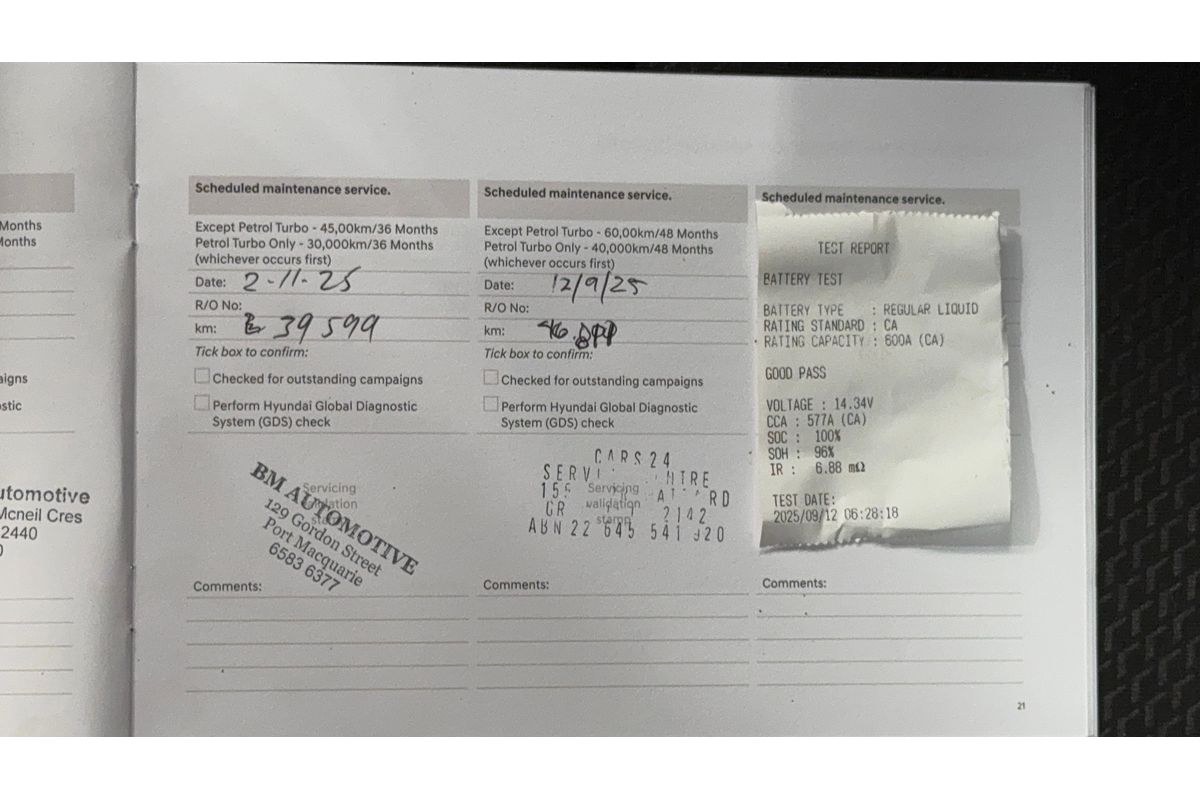 Months
Months
aigns
ostic
utomotive
Mcneil Cres
2440
Scheduled maintenance service.
Except Petrol Turbo - 45,00km/36 Months
Petrol Turbo Only - 30,000km/36 Months
(whichever occurs first)
Date: 2-11-25
R/O No:
km: 39599
Tick box to confirm:
Checked for outstanding campaigns
Perform Hyundai Global Diagnostic
System (GDS) check
Servicing
BM AUTOMOTIVE
129 Gordon Street
Port Macquarie
6583 6377
Comments:
Scheduled maintenance service.
Except Petrol Turbo - 60,00km/48 Months
Petrol Turbo Only - 40,000km/48 Months
(whichever occurs first)
Date: 12/9/25
R/O No:
km:
Tick box to confirm:
Checked for outstanding campaigns
Perform Hyundai Global Diagnostic
System (GDS) check
CARS24
Servicing
validation
stamp
2142
ABN 22 645 541
Comments:
Scheduled maintenance service.
TEST REPORT
BATTERY TEST
BATTERY TYPE : REGULAR LIQUID
RATING STANDARD : CA
RATING CAPACITY : 600A (CA)
GOOD PASS
VOLTAGE : 14.34V
CCA : 577A (CA)
SOC : 100%
SOH : 96%
IR : 6.88 mΩ
TEST DATE:
2025/09/12 06:28:18
Comments:
21